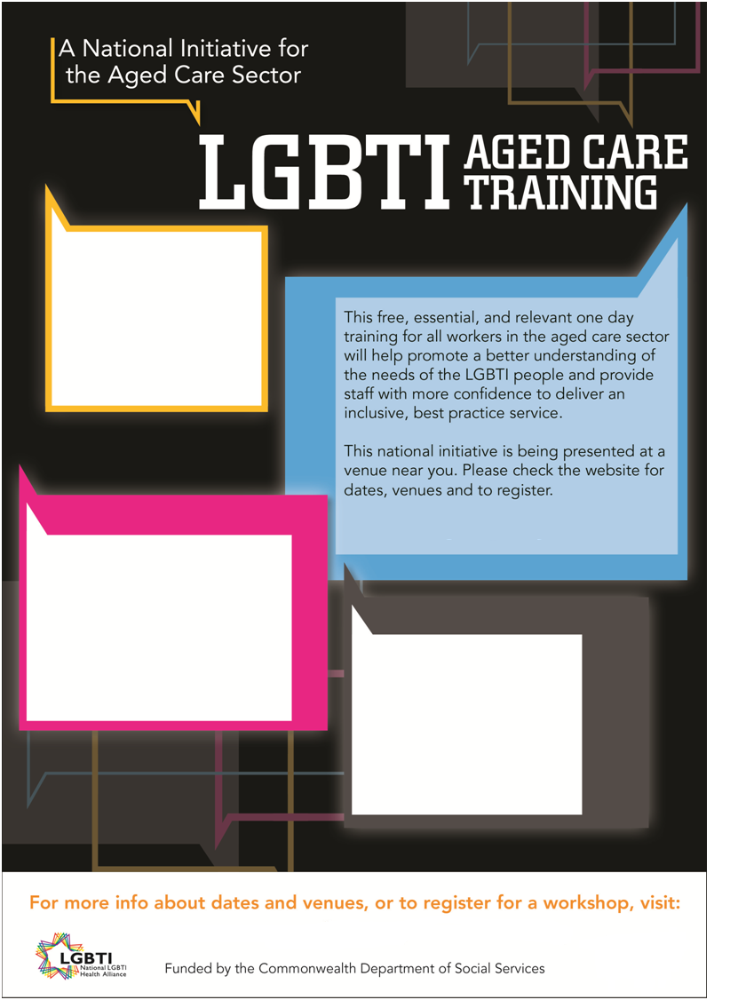 A National Initiative for
the Aged Care Sector
LGBTI AGED CARE
TRAINING
This free, essential, and relevant one day
training for all workers in the aged care sector
will help promote a better understanding of
the needs of the LGBTI people and provide
staff with more confidence to deliver an
inclusive, best practice service.
This national initiative is being presented at a
venue near you. Please check the website for
dates, venues and to register.
For more info about dates and venues, or to register for a workshop, visit:
LGBTI
National LGBTI
Health Alliance
Funded by the Commonwealth Department of Social Services